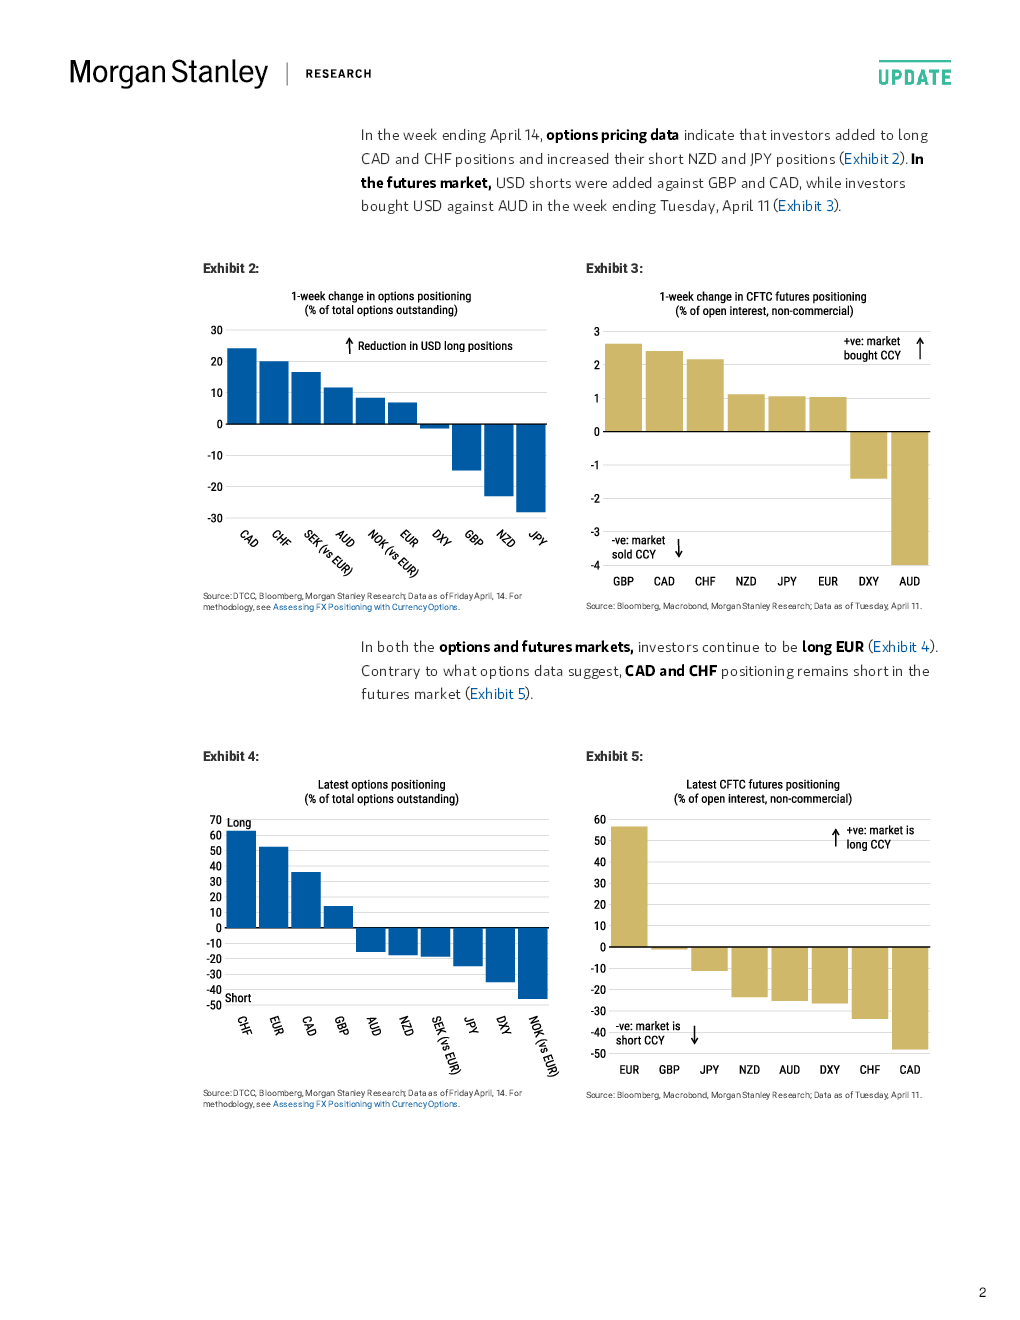 Morgan Stanley | RESEARCH
UPDATE
In the week ending April 14, options pricing data indicate that investors added to long
CAD and CHF positions and increased their short NZD and JPY positions (Exhibit 2). In
the futures market, USD shorts were added against GBP and CAD, while investors
bought USD against AUD in the week ending Tuesday, April 11 (Exhibit 3).
Exhibit 2:
1-week change in options positioning
(% of total options outstanding)
30
20
10
0
-10
-20
-30
Reduction in USD long positions
CAD
CHF
SEK (vs EUR)
AUD
NOK (vs EUR)
EUR
DXY
GBP
NZD
JPY
Source: DTCC, Bloomberg, Morgan Stanley Research; Data as of Friday April, 14. For
methodology, see Assessing FX Positioning with Currency Options.
Exhibit 3:
1-week change in CFTC futures positioning
(% of open interest, non-commercial)
3
2
1
0
-1
-2
-3
-4
+ve: market
bought CCY
-ve: market
sold CCY
GBP CAD CHF NZD JPY EUR DXY AUD
Source: Bloomberg, Macrobond, Morgan Stanley Research; Data as of Tuesday, April 11.
In both the options and futures markets, investors continue to be long EUR (Exhibit 4).
Contrary to what options data suggest, CAD and CHF positioning remains short in the
futures market (Exhibit 5).
Exhibit 4:
Latest options positioning
(% of total options outstanding)
70
60
50
40
30
20
10
0
-10
-20
-30
-40
-50
Long
Short
CHF
EUR
CAD
GBP
AUD
NZD
SEK (vs EUR)
JPY
DXY
NOK (vs EUR)
Source: DTCC, Bloomberg, Morgan Stanley Research; Data as of Friday April, 14. For
methodology, see Assessing FX Positioning with Currency Options.
Exhibit 5:
Latest CFTC futures positioning
(% of open interest, non-commercial)
60
50
40
30
20
10
0
-10
-20
-30
-40
-50
+ve: market is
long CCY
-ve: market is
short CCY
EUR GBP JPY NZD AUD DXY CHF CAD
Source: Bloomberg, Macrobond, Morgan Stanley Research; Data as of Tuesday, April 11.
2